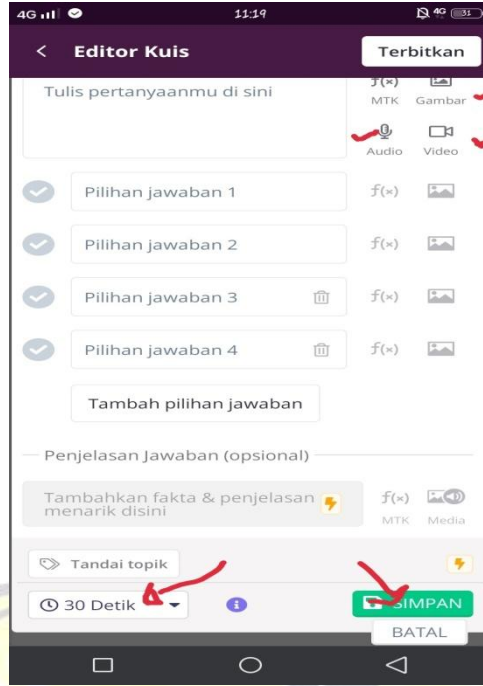 4G 11:19 4G 31
Editor Kuis Terbitkan
Tulis pertanyaanmu di sini
f(x)
MTK Gambar
Audio Video
Pilihan jawaban 1 f(x)
Pilihan jawaban 2 f(x)
Pilihan jawaban 3 f(x)
Pilihan jawaban 4 f(x)
Tambah pilihan jawaban
Penjelasan Jawaban (opsional)
Tambahkan fakta & penjelasan
menarik disini
f(x)
MTK Media
Tandai topik
30 Detik i SIMPAN
BATAL